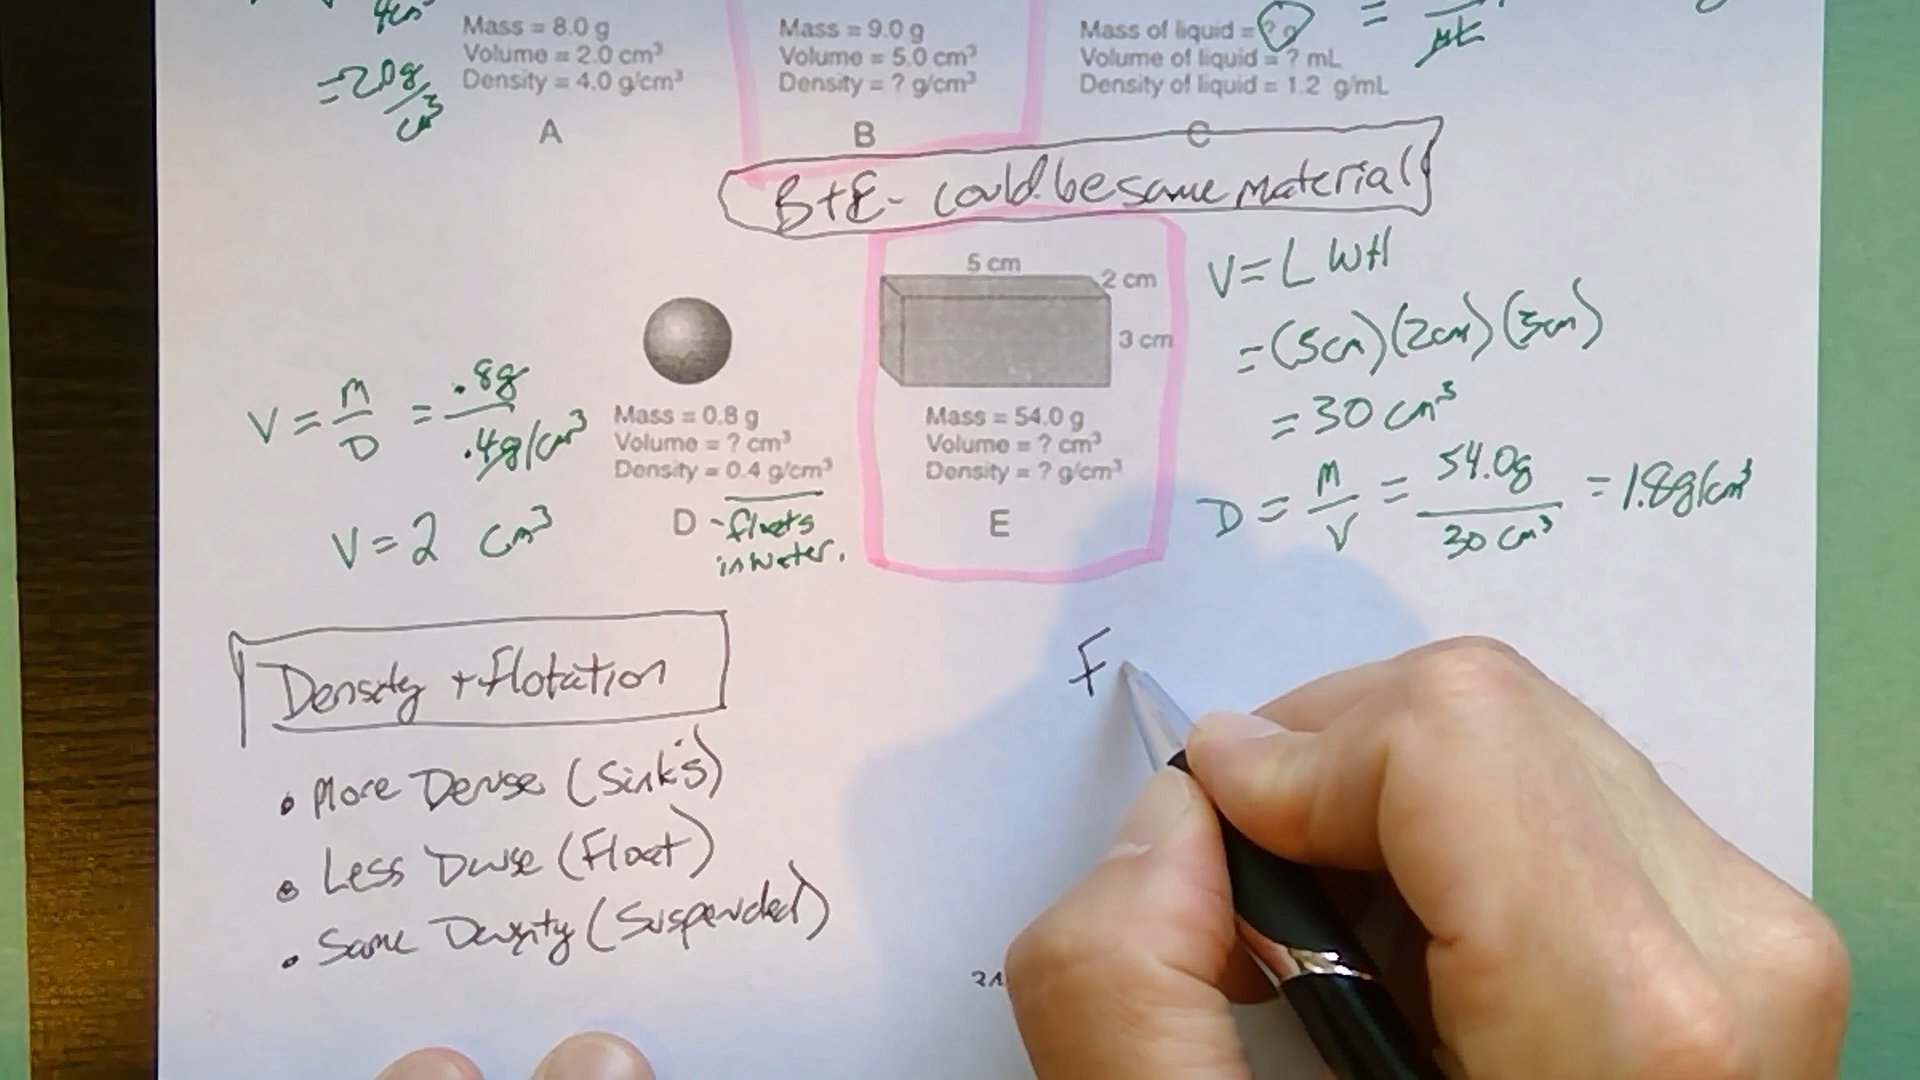 4cm
= 2.0g/cm³
Mass = 8.0 g
Volume = 2.0 cm³
Density = 4.0 g/cm³
A
Mass = 9.0 g
Volume = 5.0 cm³
Density = ? g/cm³
B
Mass of liquid = ? g
Volume of liquid = ? mL
Density of liquid = 1.2 g/mL
C
=
mL
B+E- could be same material
5 cm
2 cm
3 cm
V = L W H
= (5cm)(2cm)(3cm)
= 30 cm³
D = M/V = 54.0g/30 cm³ = 1.8g/cm³
V = M/D = .8g/.4g/cm³
V = 2 cm³
Mass = 0.8 g
Volume = ? cm³
Density = 0.4 g/cm³
D - floats
in water.
Mass = 54.0 g
Volume = ? cm³
Density = ? g/cm³
E
Density + Flotation
• More Dense (Sinks)
• Less Dense (Float)
• Same Density (Suspended)
F